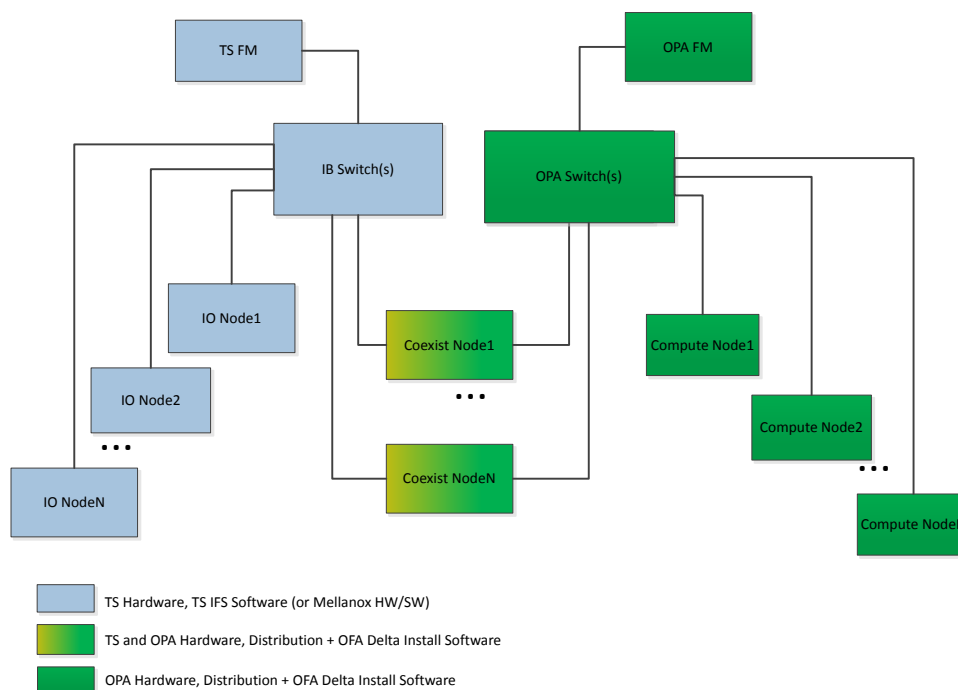 TS FM
OPA FM
IB Switch(s)
OPA Switch(s)
IO Node1
Coexist Node1
Compute Node1
...
IO Node2
Compute Node2
...
Coexist NodeN
...
IO NodeN
Compute Node
TS Hardware, TS IFS Software (or Mellanox HW/SW)
TS and OPA Hardware, Distribution + OFA Delta Install Software
OPA Hardware, Distribution + OFA Delta Install Software